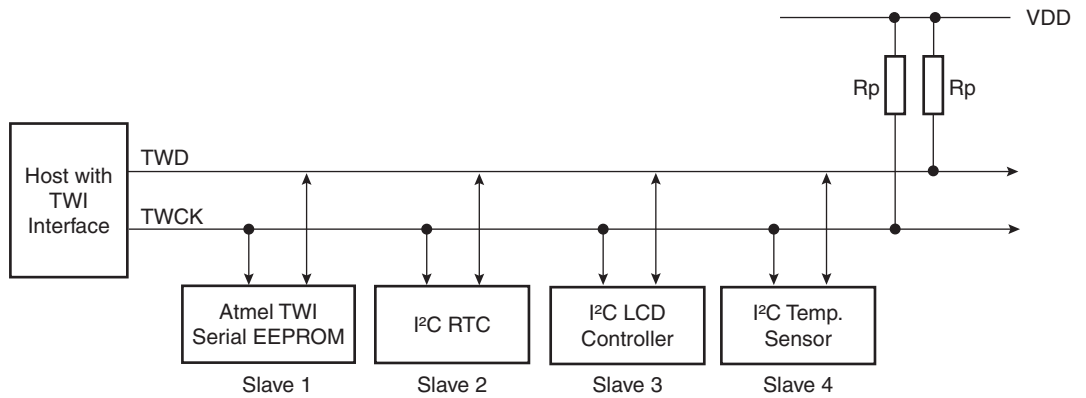 VDD
Rp
Rp
Host with
TWI
Interface
TWD
TWCK
Atmel TWI
Serial EEPROM
I²C RTC
I²C LCD
Controller
I²C Temp.
Sensor
Slave 1
Slave 2
Slave 3
Slave 4